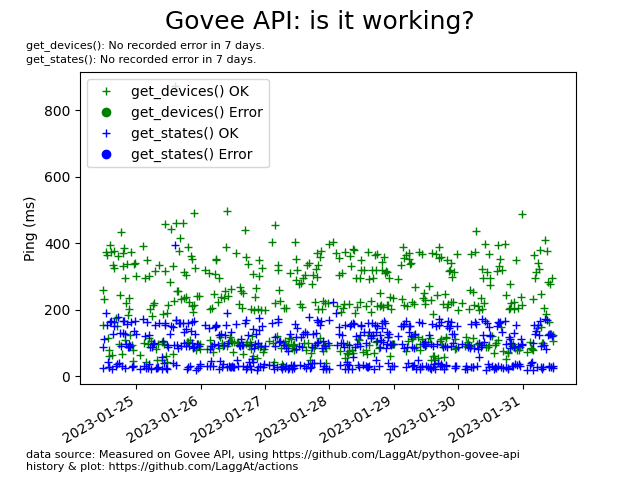 Govee API: is it working?
get_devices(): No recorded error in 7 days.
get_states(): No recorded error in 7 days.
get_devices() OK
get_devices() Error
get_states() OK
get_states() Error
Ping (ms)
800
600
400
200
0
2023-01-25
2023-01-26
2023-01-27
2023-01-28
2023-01-29
2023-01-30
2023-01-31
data source: Measured on Govee API, using https://github.com/LaggAt/python-govee-api
history & plot: https://github.com/LaggAt/actions